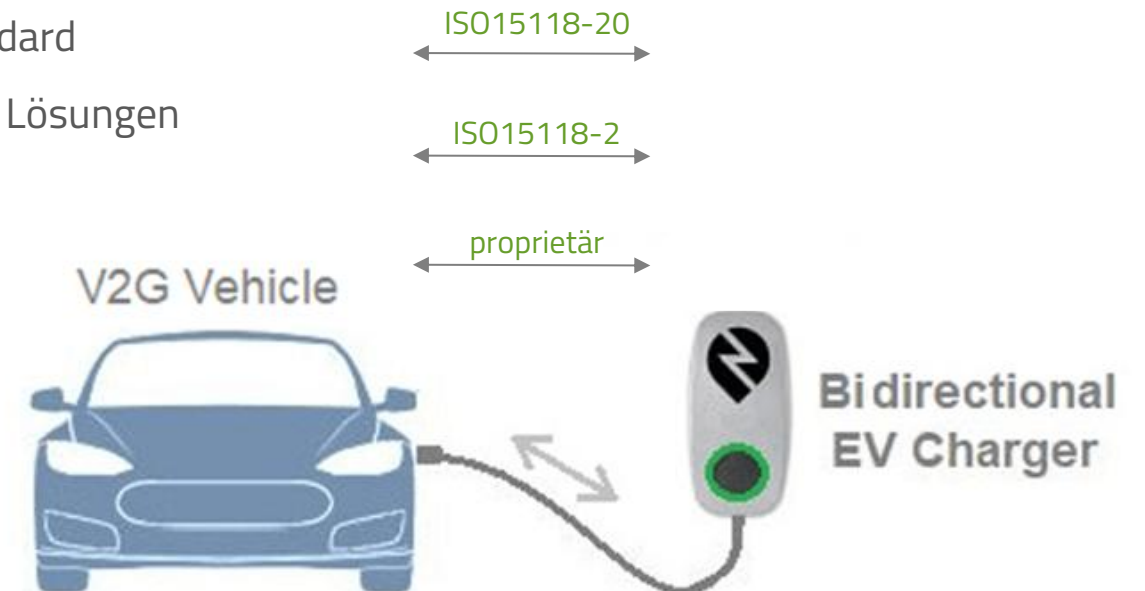 ISO15118-20
dard
Lösungen
ISO15118-2
proprietär
V2G Vehicle
Bidirectional
EV Charger